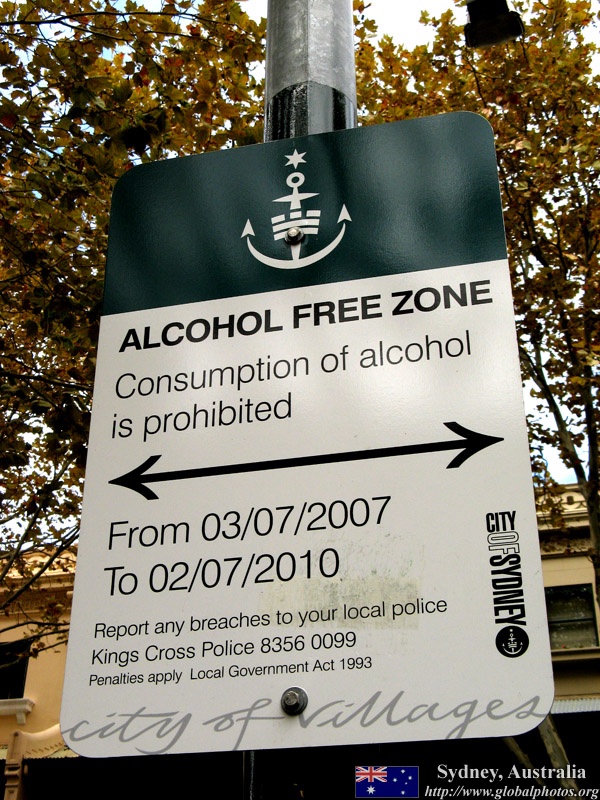 ALCOHOL FREE ZONE
Consumption of alcohol
is prohibited
From 03/07/2007
To 02/07/2010
Report any breaches to your local police
Kings Cross Police 8356 0099
Penalties apply Local Government Act 1993
CITY OF SYDNEY
city of villages
Sydney, Australia
http://www.globalphotos.org